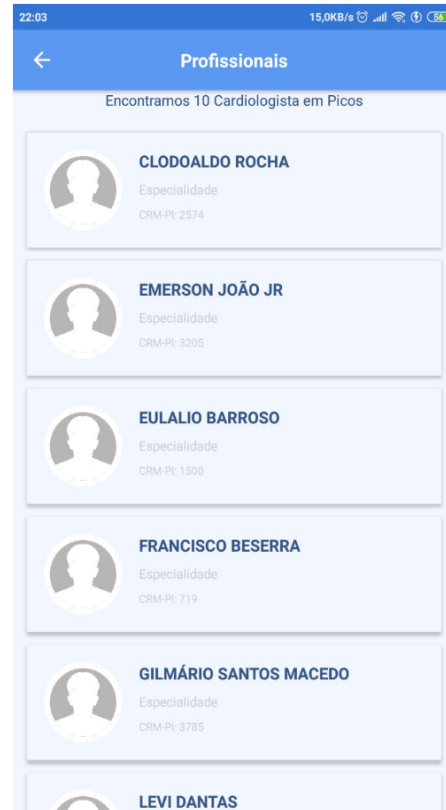 22:03 15,0KB/s 56
Profissionais
Encontramos 10 Cardiologista em Picos
CLODOALDO ROCHA
Especialidade
CRM-PI: 2574
EMERSON JOÃO JR
Especialidade
CRM-PI: 3205
EULALIO BARROSO
Especialidade
CRM-PI: 1500
FRANCISCO BESERRA
Especialidade
CRM-PI: 719
GILMÁRIO SANTOS MACEDO
Especialidade
CRM-PI: 3785
LEVI DANTAS